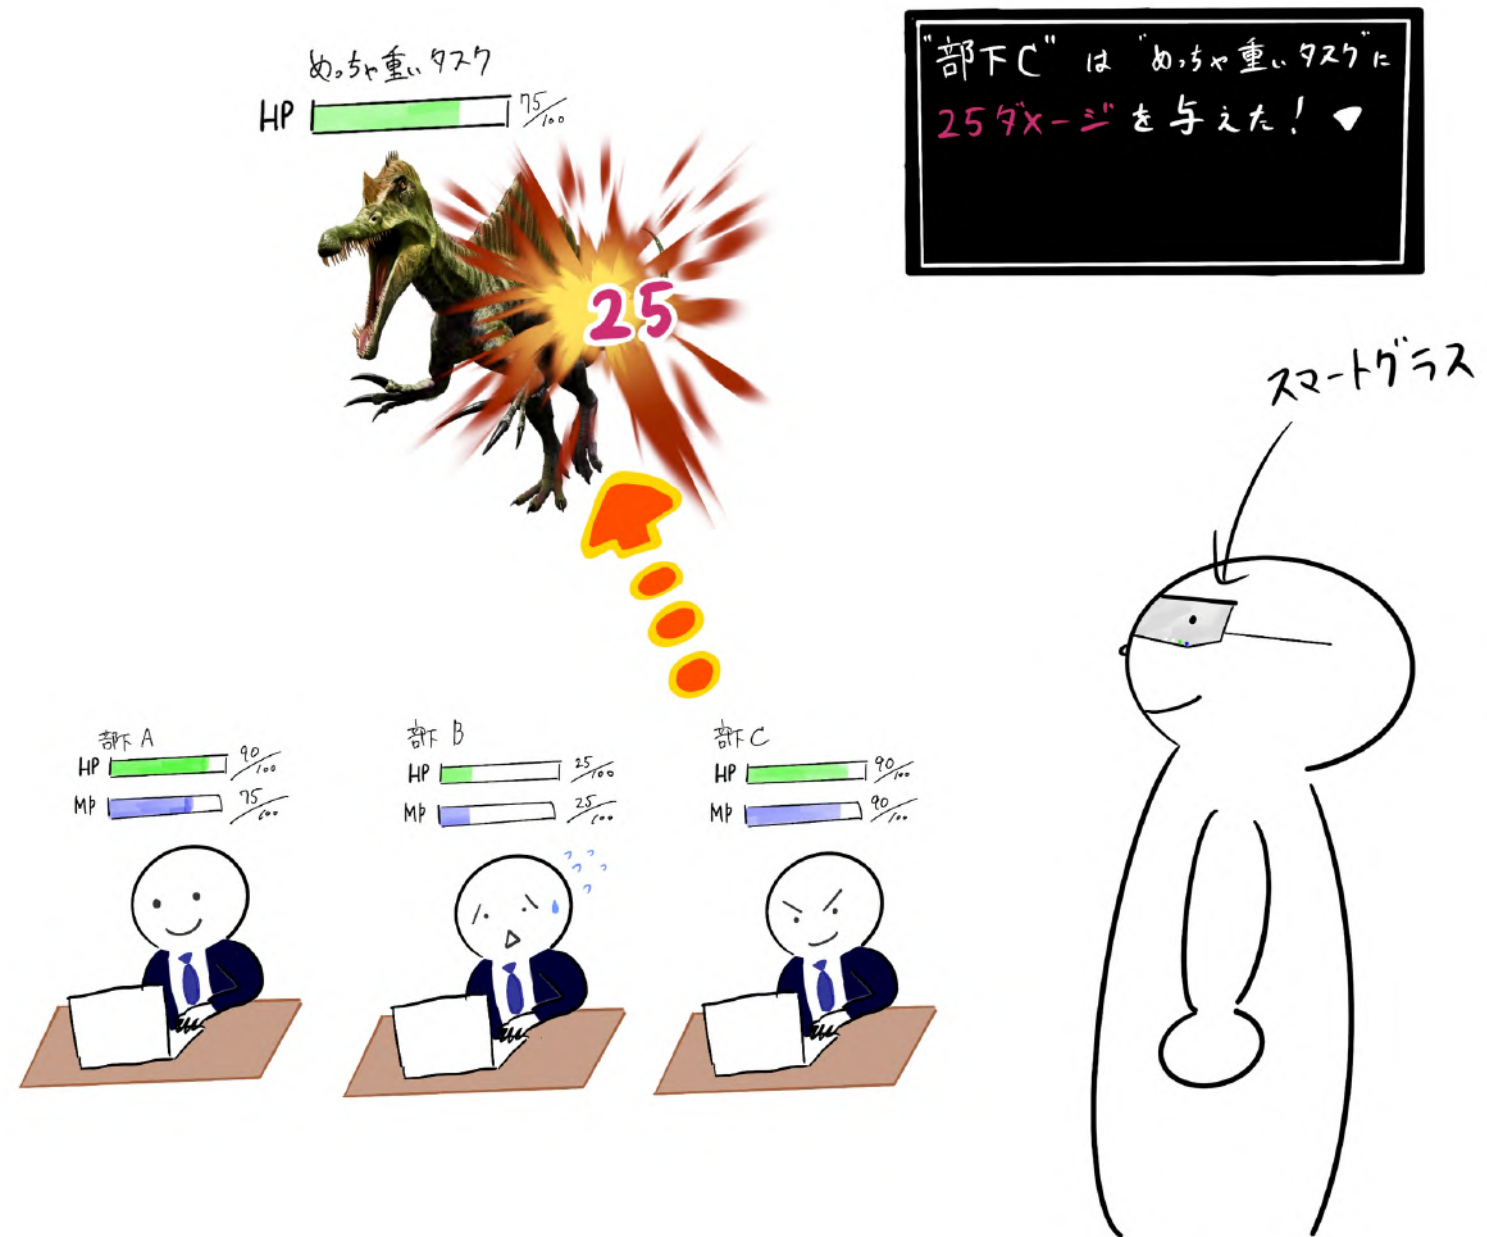 めっちゃ重いタスク
HP 75/100
"部下C" は "めっちゃ重いタスク"に
25ダメージを与えた!
25
スマートグラス
部下 A
HP 90/100
MP 75/100
部下 B
HP 25/100
MP 25/100
部下 C
HP 90/100
MP 90/100